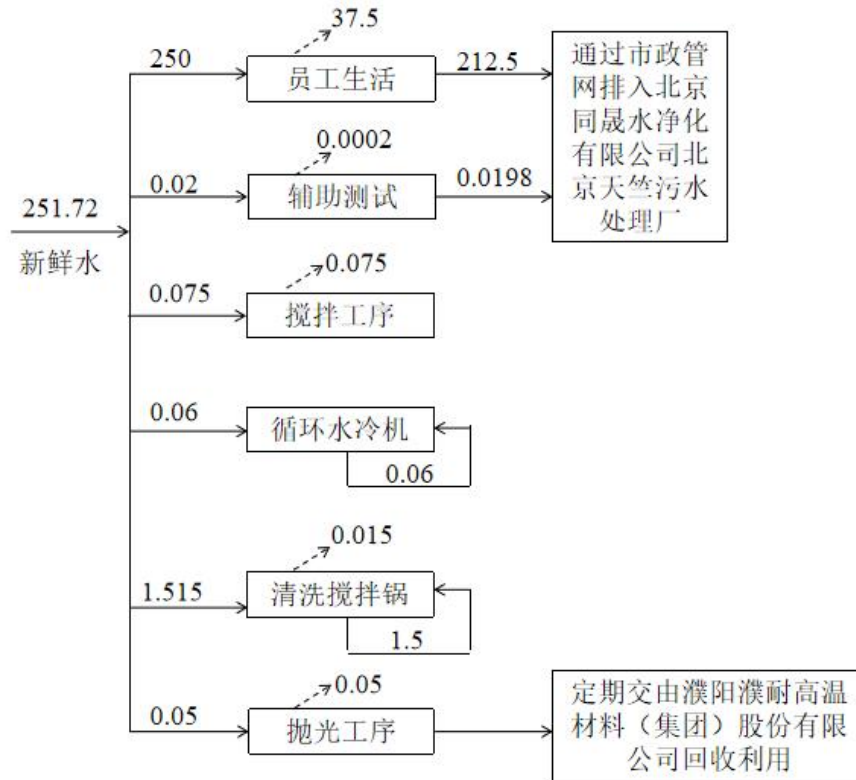 37.5
250
员工生活
212.5
通过市政管
网排入北京
同晟水净化
有限公司北
京天竺污水
处理厂
0.0002
0.02
辅助测试
0.0198
251.72
新鲜水
0.075
0.075
搅拌工序
0.06
循环水冷机
0.06
0.015
1.515
清洗搅拌锅
1.5
0.05
0.05
抛光工序
定期交由濮阳濮耐高温
材料（集团）股份有限
公司回收利用